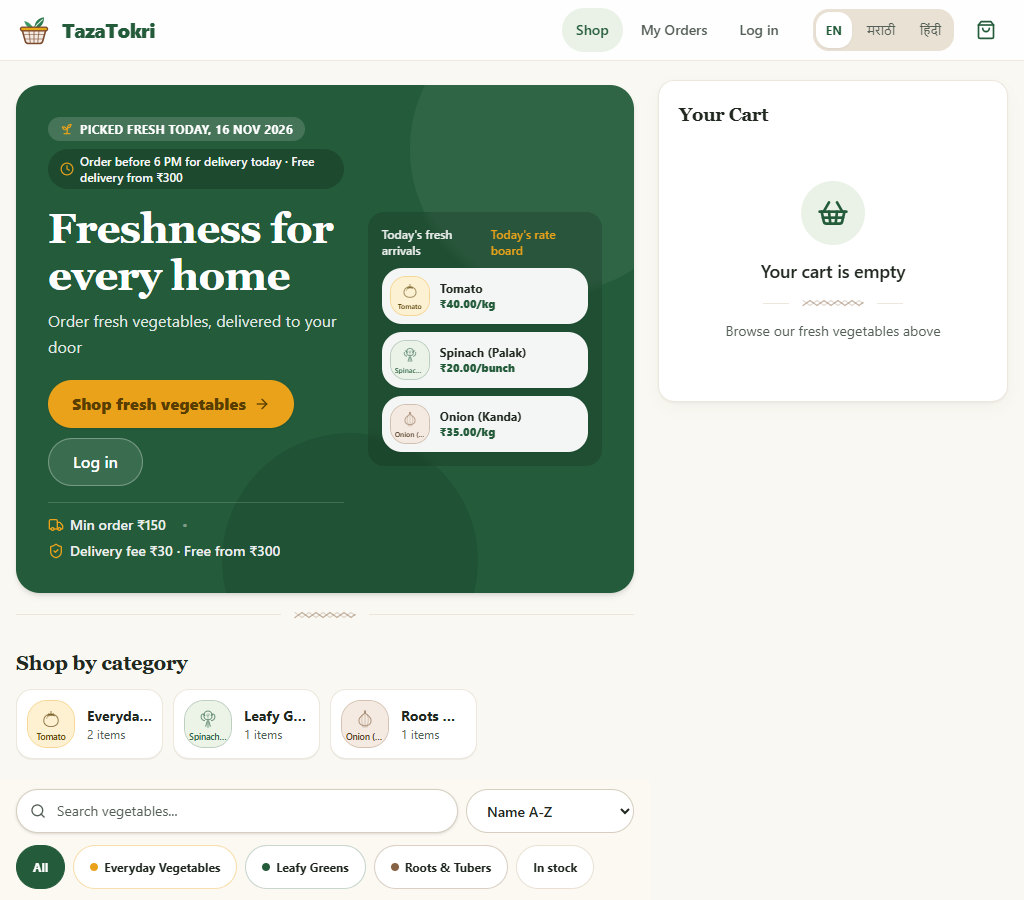 TazaTokri
Shop
My Orders
Log in
EN
मराठी
हिंदी
PICKED FRESH TODAY, 16 NOV 2026
Order before 6 PM for delivery today · Free
delivery from ₹300
Freshness for
every home
Order fresh vegetables, delivered to your
door
Shop fresh vegetables
Log in
Min order ₹150 •
Delivery fee ₹30 · Free from ₹300
Today's fresh
arrivals
Today's rate
board
Tomato
Tomato
₹40.00/kg
Spinac...
Spinach (Palak)
₹20.00/bunch
Onion (...
Onion (Kanda)
₹35.00/kg
Your Cart
Your cart is empty
Browse our fresh vegetables above
Shop by category
Tomato
Everyda...
2 items
Spinach...
Leafy G...
1 items
Onion (...
Roots ...
1 items
Search vegetables...
Name A-Z
All
Everyday Vegetables
Leafy Greens
Roots & Tubers
In stock